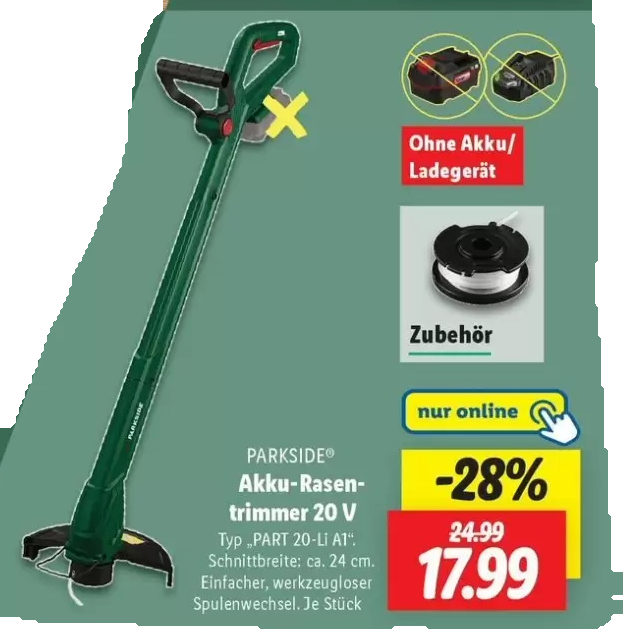 Ohne Akku/
Ladegerät
Zubehör
nur online
PARKSIDE
PARKSIDE®
Akku-Rasen-
trimmer 20 V
Typ „PART 20-Li A1“.
Schnittbreite: ca. 24 cm.
Einfacher, werkzeugloser
Spulenwechsel. Je Stück
-28%
24.99
17.99